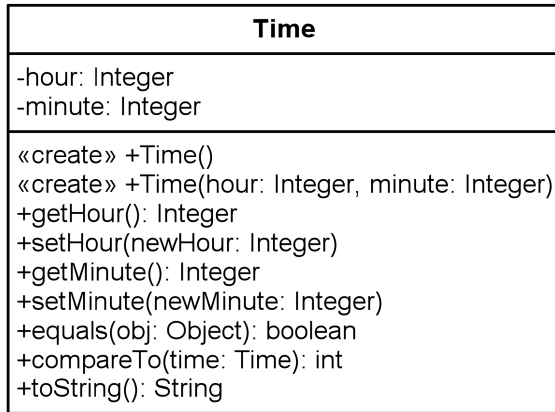 Time
-hour: Integer
-minute: Integer
«create» +Time()
«create» +Time(hour: Integer, minute: Integer)
+getHour(): Integer
+setHour(newHour: Integer)
+getMinute(): Integer
+setMinute(newMinute: Integer)
+equals(obj: Object): boolean
+compareTo(time: Time): int
+toString(): String